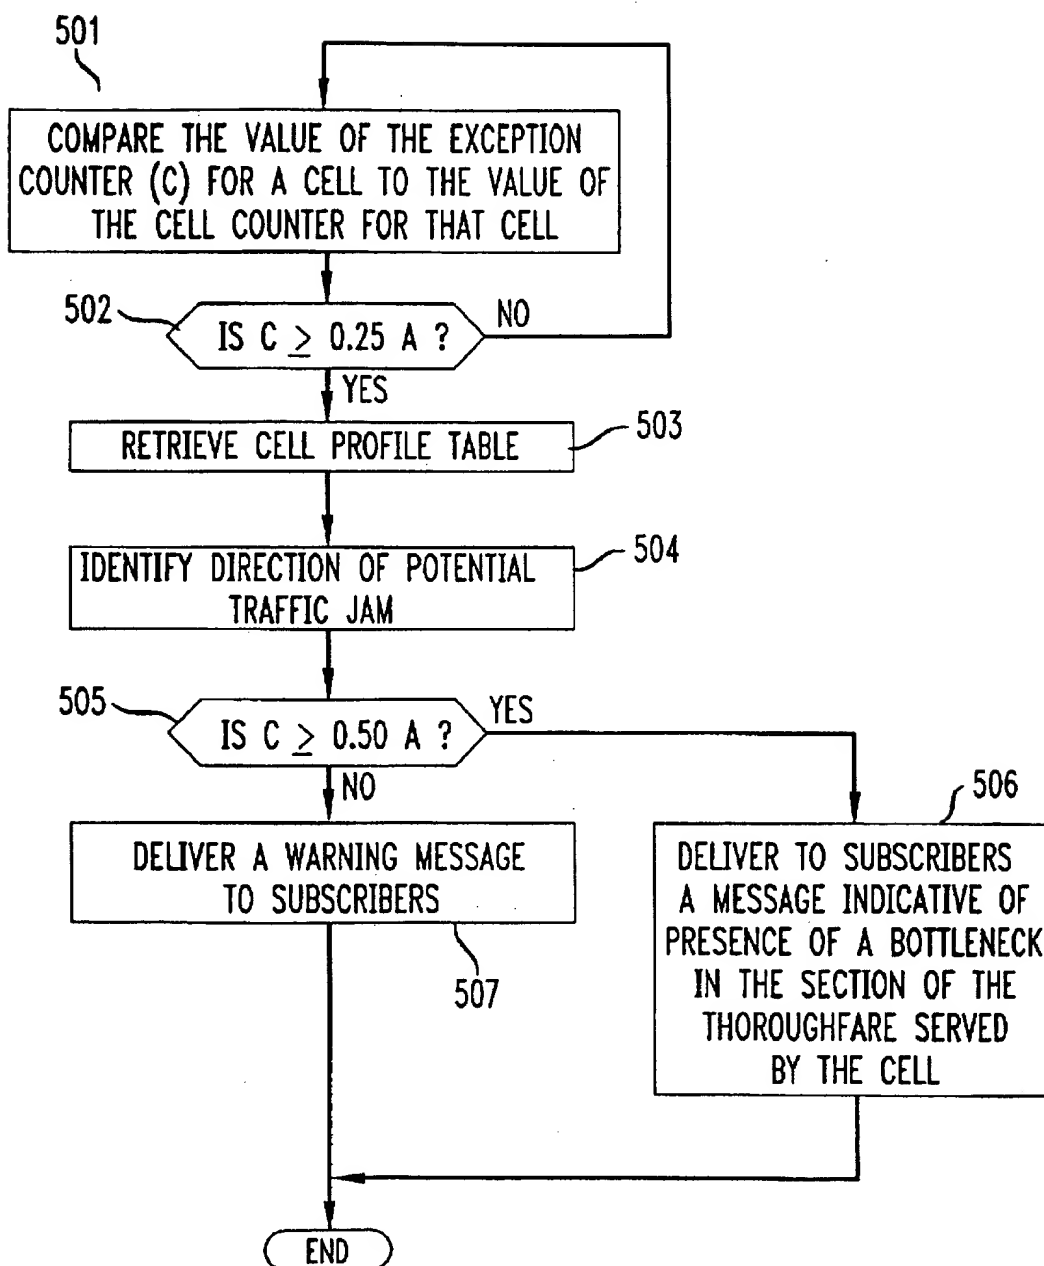 501
COMPARE THE VALUE OF THE EXCEPTION
COUNTER (C) FOR A CELL TO THE VALUE OF
THE CELL COUNTER FOR THAT CELL
502
IS C ≥ 0.25 A ?
NO
YES
RETRIEVE CELL PROFILE TABLE
503
IDENTIFY DIRECTION OF POTENTIAL
TRAFFIC JAM
504
505
IS C ≥ 0.50 A ?
YES
NO
DELIVER A WARNING MESSAGE
TO SUBSCRIBERS
507
506
DELIVER TO SUBSCRIBERS
A MESSAGE INDICATIVE OF
PRESENCE OF A BOTTLENECK
IN THE SECTION OF THE
THOROUGHFARE SERVED
BY THE CELL
END